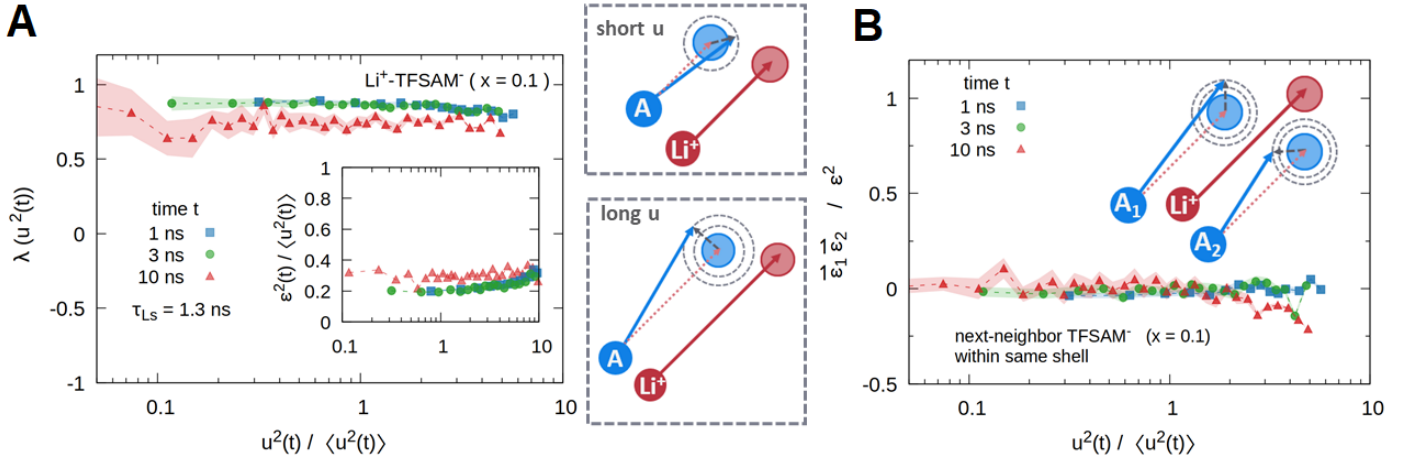 A
Li⁺-TFSAM⁻ ( x = 0.1 )
λ (u²(t))
1
0.5
0
-0.5
-1
time t
1 ns
3 ns
10 ns
τLs = 1.3 ns
ε²(t) / ⟨u²(t)⟩
1
0.8
0.6
0.4
0.2
0
0.1
1
10
0.1
1
10
u²(t) / ⟨u²(t)⟩
short u
A
Li⁺
long u
A
Li⁺
B
ε₁ ε₂ / ε²
1
0.5
0
-0.5
time t
1 ns
3 ns
10 ns
A₁
Li⁺
A₂
next-neighbor TFSAM⁻ (x = 0.1)
within same shell
0.1
1
10
u²(t) / ⟨u²(t)⟩